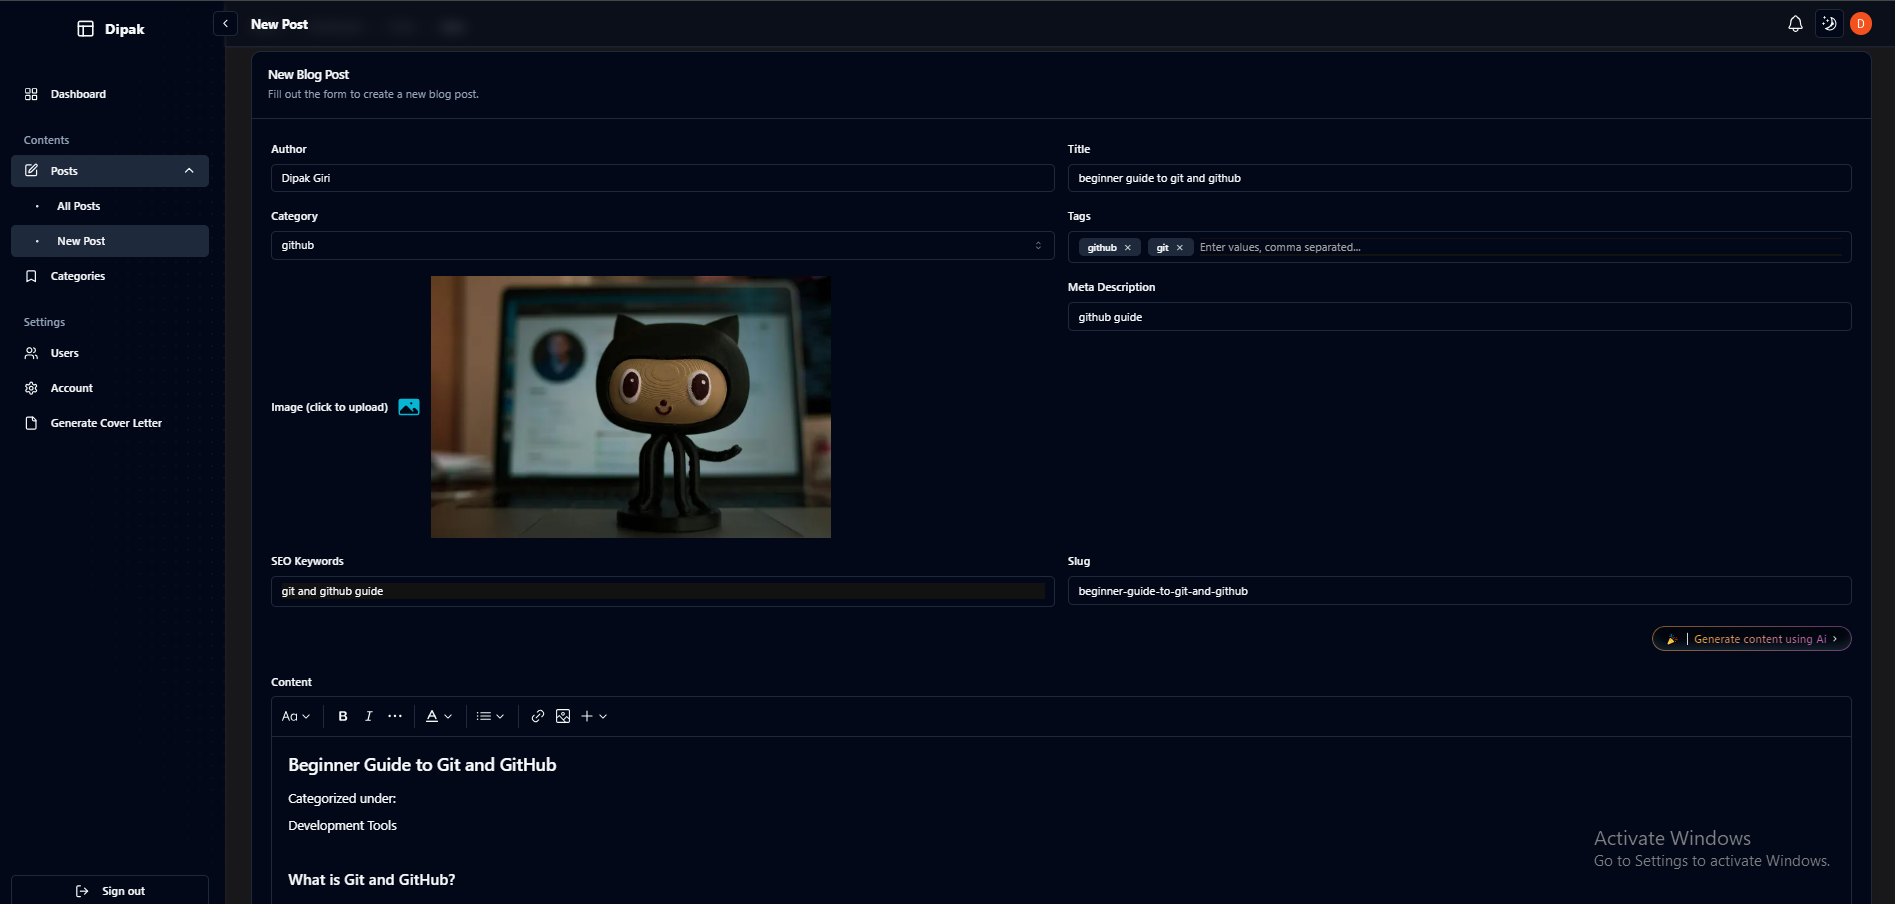 Dipak
New Post
D
Dashboard
Contents
Posts
All Posts
New Post
Categories
Settings
Users
Account
Generate Cover Letter
Sign out
New Blog Post
Fill out the form to create a new blog post.
Author
Dipak Giri
Title
beginner guide to git and github
Category
github
Tags
github × git × Enter values, comma separated...
Image (click to upload)
Meta Description
github guide
SEO Keywords
git and github guide
Slug
beginner-guide-to-git-and-github
| Generate content using Ai ›
Content
Aa B I ... A
Beginner Guide to Git and GitHub
Categorized under:
Development Tools
What is Git and GitHub?
Activate Windows
Go to Settings to activate Windows.